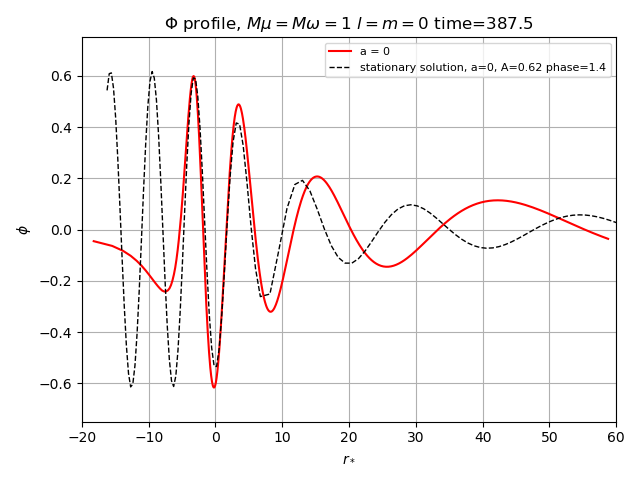 Φ profile, Mμ = Mω = 1 l = m = 0 time=387.5
a = 0
stationary solution, a=0, A=0.62 phase=1.4
ϕ
0.6
0.4
0.2
0.0
−0.2
−0.4
−0.6
−20 −10 0 10 20 30 40 50 60
r*